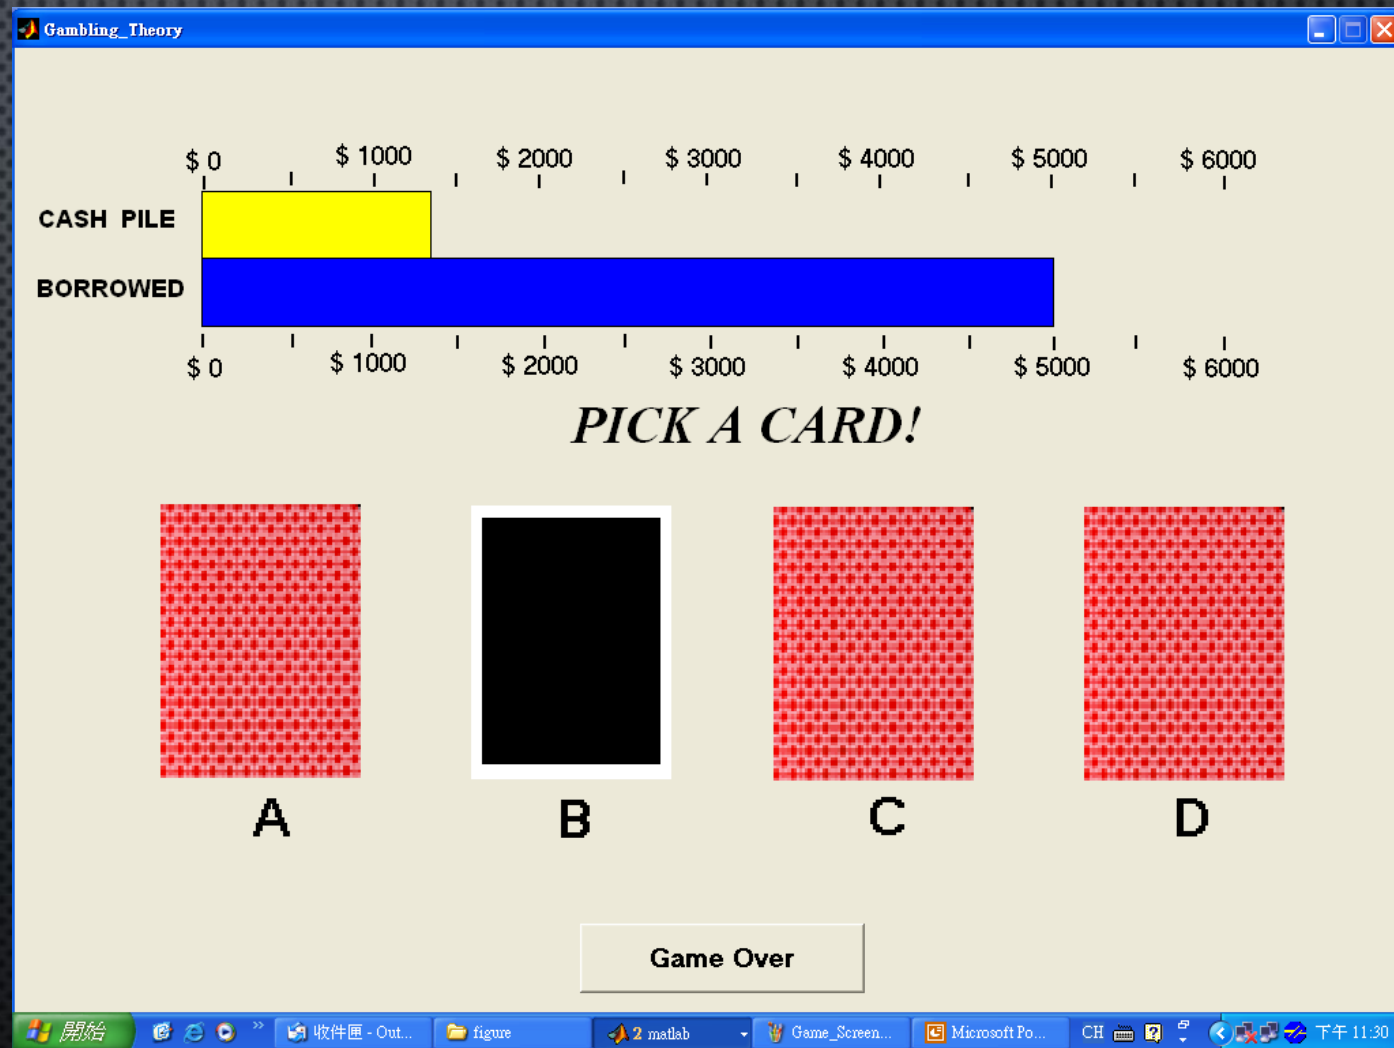 Gambling_Theory
$ 0 $ 1000 $ 2000 $ 3000 $ 4000 $ 5000 $ 6000
CASH PILE
BORROWED
$ 0 $ 1000 $ 2000 $ 3000 $ 4000 $ 5000 $ 6000
PICK A CARD!
A B C D
Game Over
開始 » 收件匣 - Out... figure 2 matlab Game_Screen... Microsoft Po... CH 下午 11:30